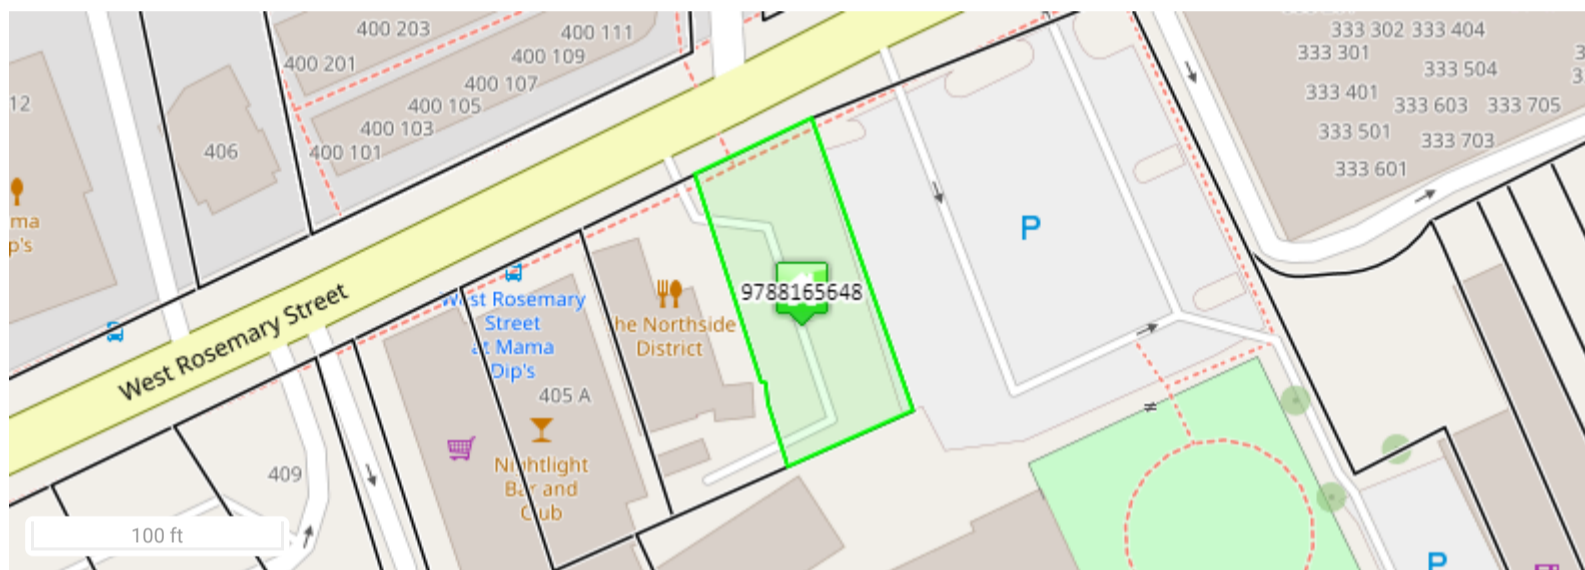 400 203
400 111
400 201
400 109
400 107
400 105
400 103
400 101
406
12
ma
p's
333 302
333 404
333 301
333 504
333 401
333 603
333 705
333 501
333 703
333 601
P
9788165648
West Rosemary
Street
at Mama
Dip's
he Northside
District
West Rosemary Street
405 A
Nightlight
Bar and
Club
409
100 ft
P